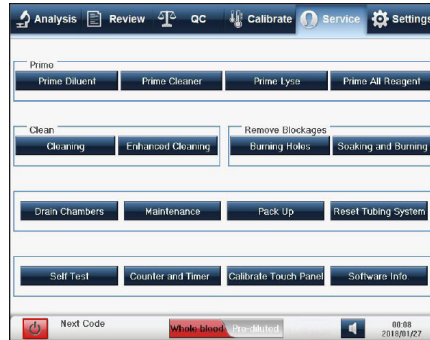 Analysis Review QC Calibrate Service Settings
Prime
Prime Diluent Prime Cleaner Prime Lyse Prime All Reagent
Clean Remove Blockages
Cleaning Enhanced Cleaning Burning Holes Soaking and Burning
Drain Chambers Maintenance Pack Up Reset Tubing System
Self Test Counter and Timer Calibrate Touch Panel Software Info.
Next Code Whole blood Pre-diluted 00:08
2018/01/27